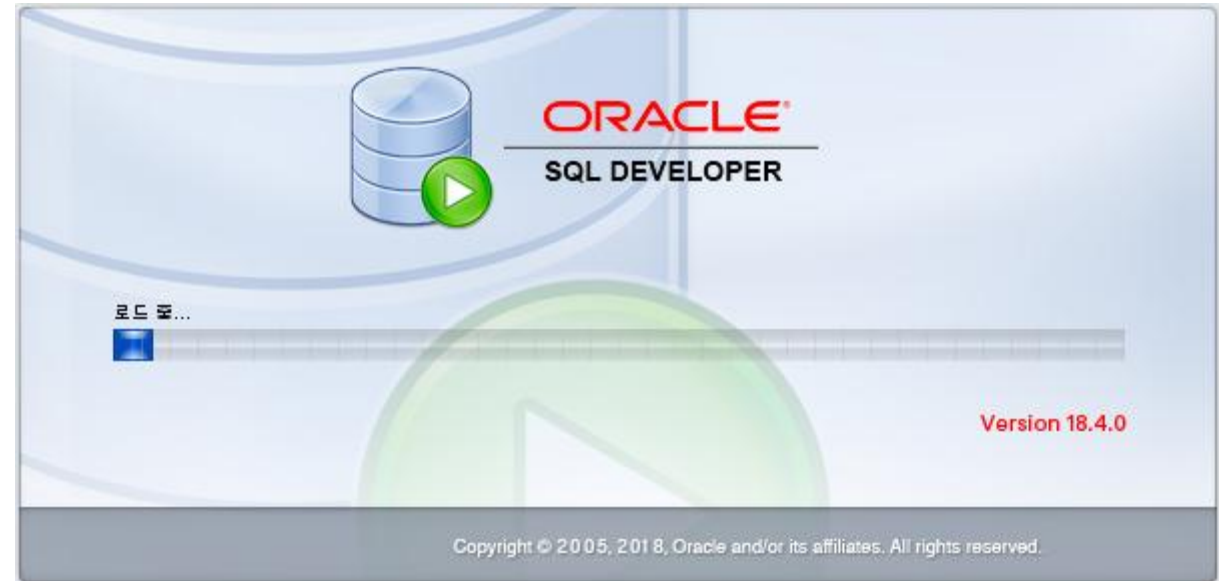 ORACLE®
SQL DEVELOPER
로드 중...
Version 18.4.0
Copyright © 2005, 2018, Oracle and/or its affiliates. All rights reserved.